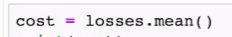 cost = losses.mean()